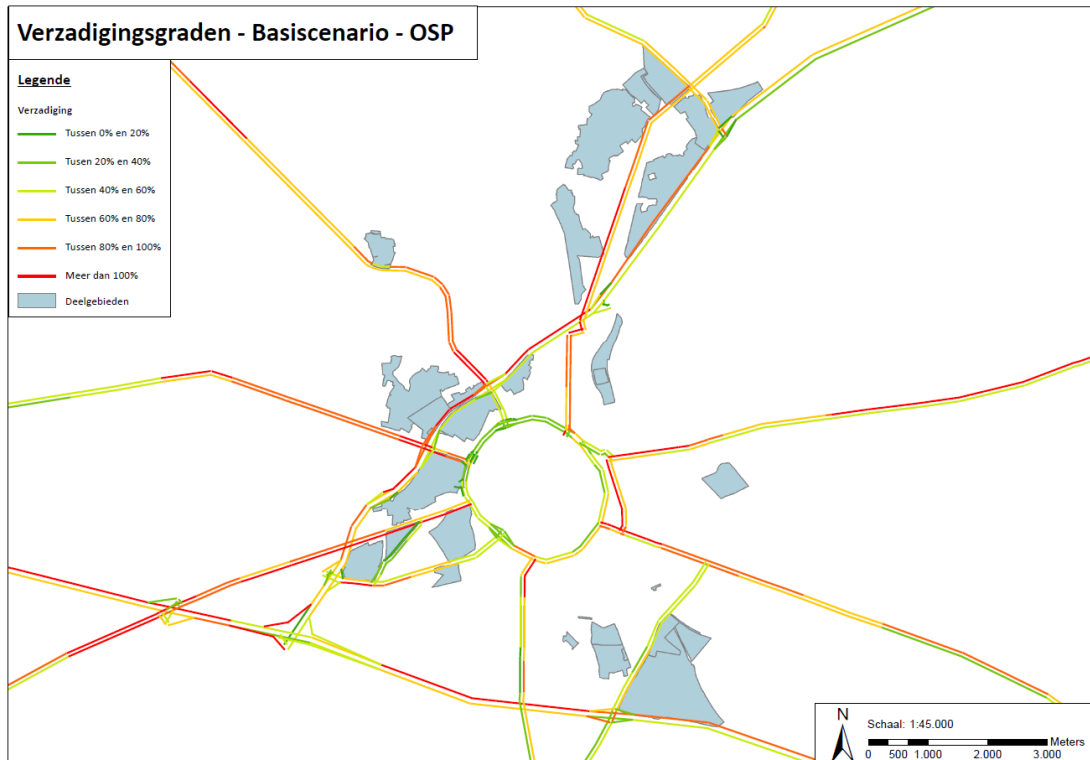 Verzadigingsgraden - Basiscenario - OSP
Legende
Verzadiging
Tussen 0% en 20%
Tusen 20% et 40%
Tussen 40% en 60%
Tussen 60% en 80%
Tussen 80% en 100%
Meer dan 100%
Deelgebieden
N
Schaal: 1:45.000
Meters
0 500 1.000 2.000 3.000